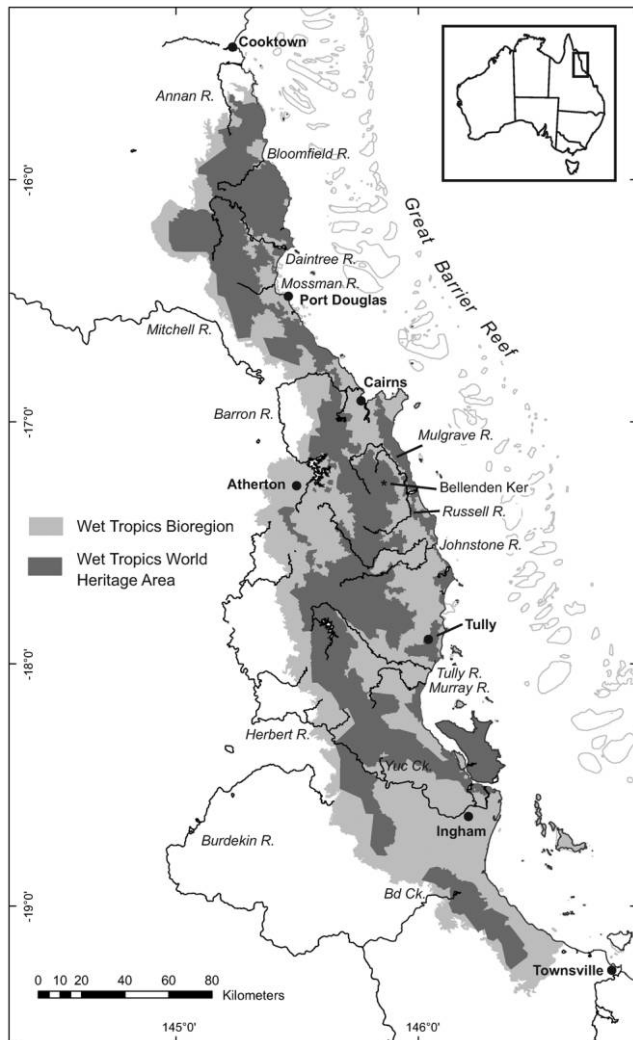 Cooktown
Annan R.
Bloomfield R.
-16°0'
Great Barrier Reef
Daintree R.
Mossman R.
Port Douglas
Mitchell R.
Cairns
Barron R.
-17°0'
Mulgrave R.
Atherton
Bellenden Ker
Russell R.
Wet Tropics Bioregion
Johnstone R.
Wet Tropics World
Heritage Area
Tully
-18°0'
Tully R.
Murray R.
Herbert R.
Yuc Ck.
Ingham
Burdekin R.
Bd Ck.
-19°0'
Townsville
0 10 20 40 60 80
Kilometers
145°0'
146°0'